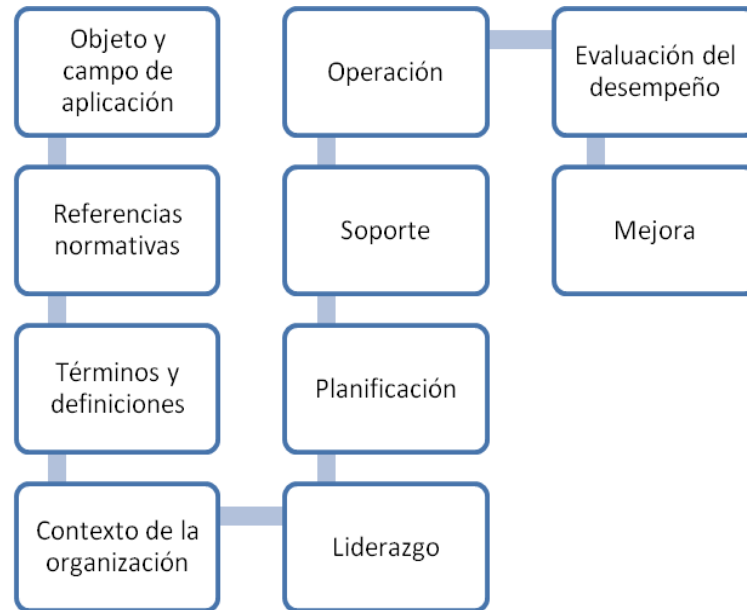 Objeto y
campo de
aplicación
Referencias
normativas
Términos y
definiciones
Contexto de la
organización
Liderazgo
Planificación
Soporte
Operación
Evaluación del
desempeño
Mejora